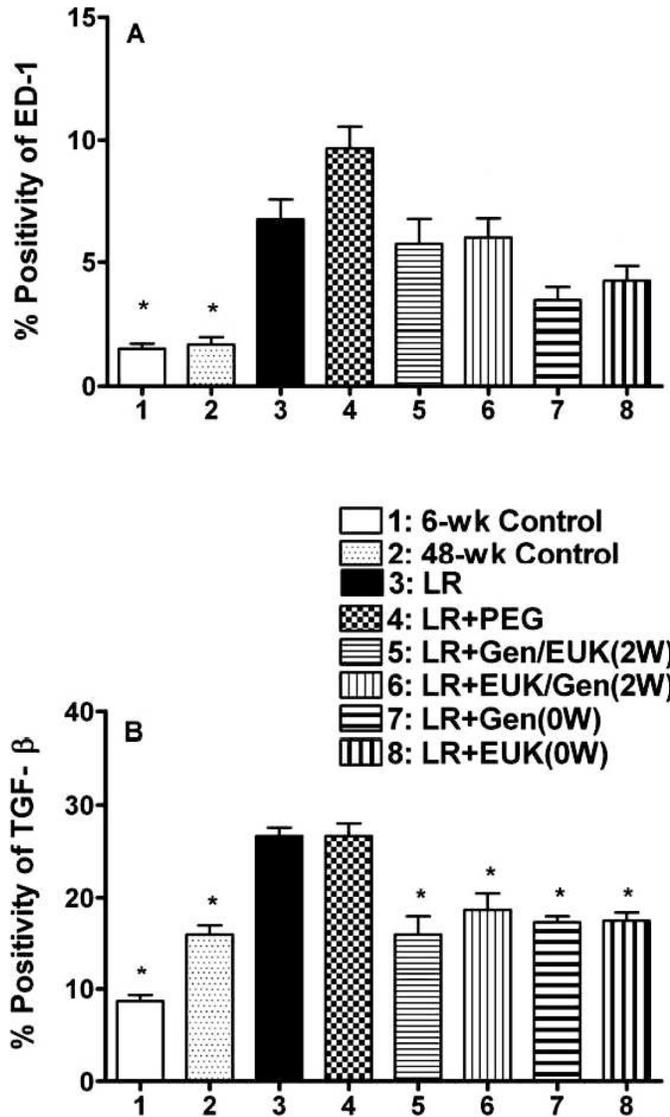 A
% Positivity of ED-1
15
10
5
0
*
*
1 2 3 4 5 6 7 8
1: 6-wk Control
2: 48-wk Control
3: LR
4: LR+PEG
5: LR+Gen/EUK(2W)
6: LR+EUK/Gen(2W)
7: LR+Gen(0W)
8: LR+EUK(0W)
B
% Positivity of TGF- β
40
30
20
10
0
*
*
*
*
*
*
1 2 3 4 5 6 7 8